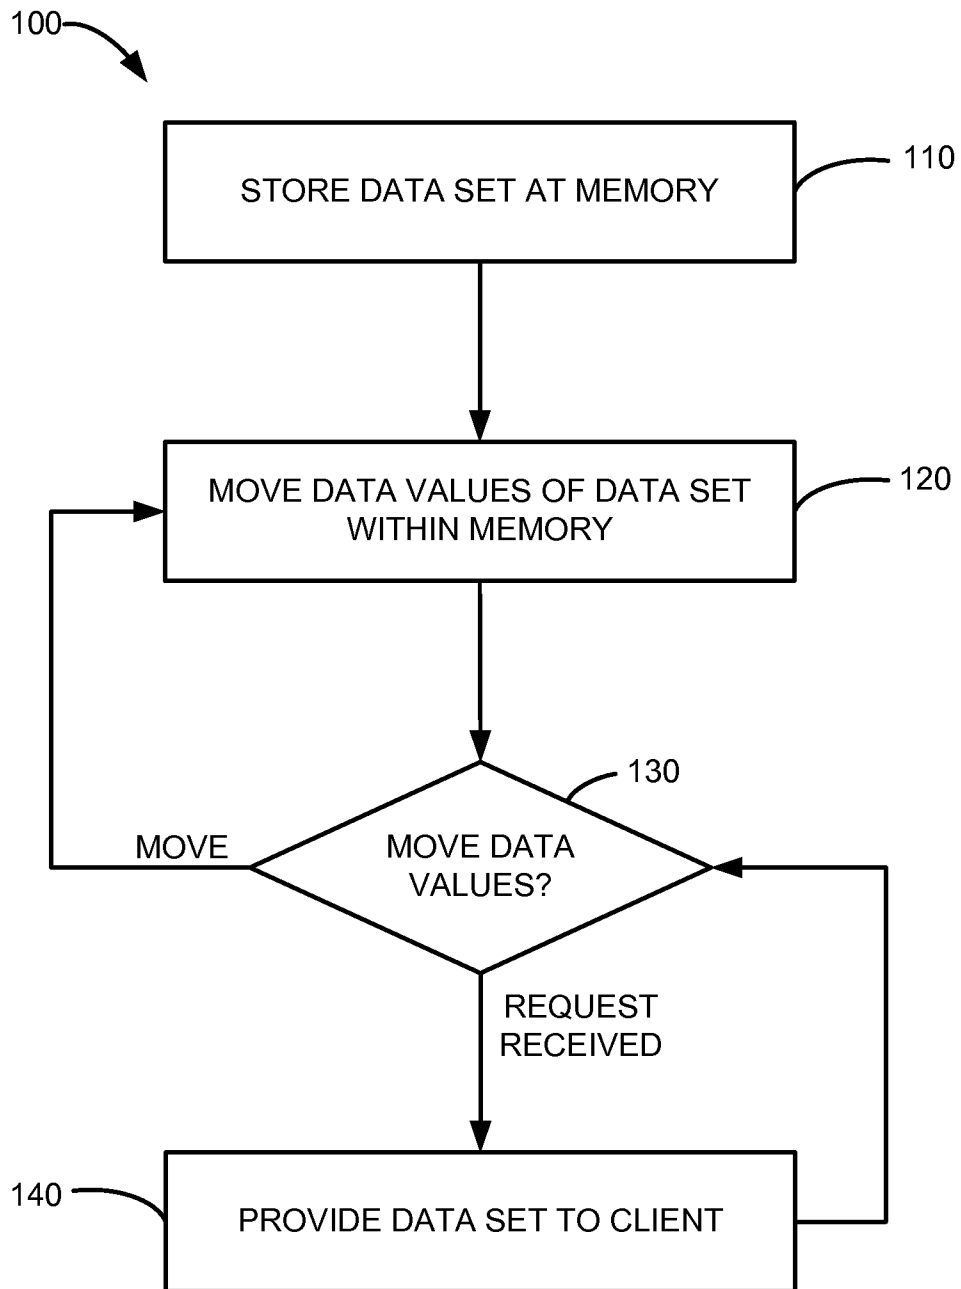 100
110
STORE DATA SET AT MEMORY
120
MOVE DATA VALUES OF DATA SET
WITHIN MEMORY
130
MOVE
MOVE DATA
VALUES?
REQUEST
RECEIVED
140
PROVIDE DATA SET TO CLIENT